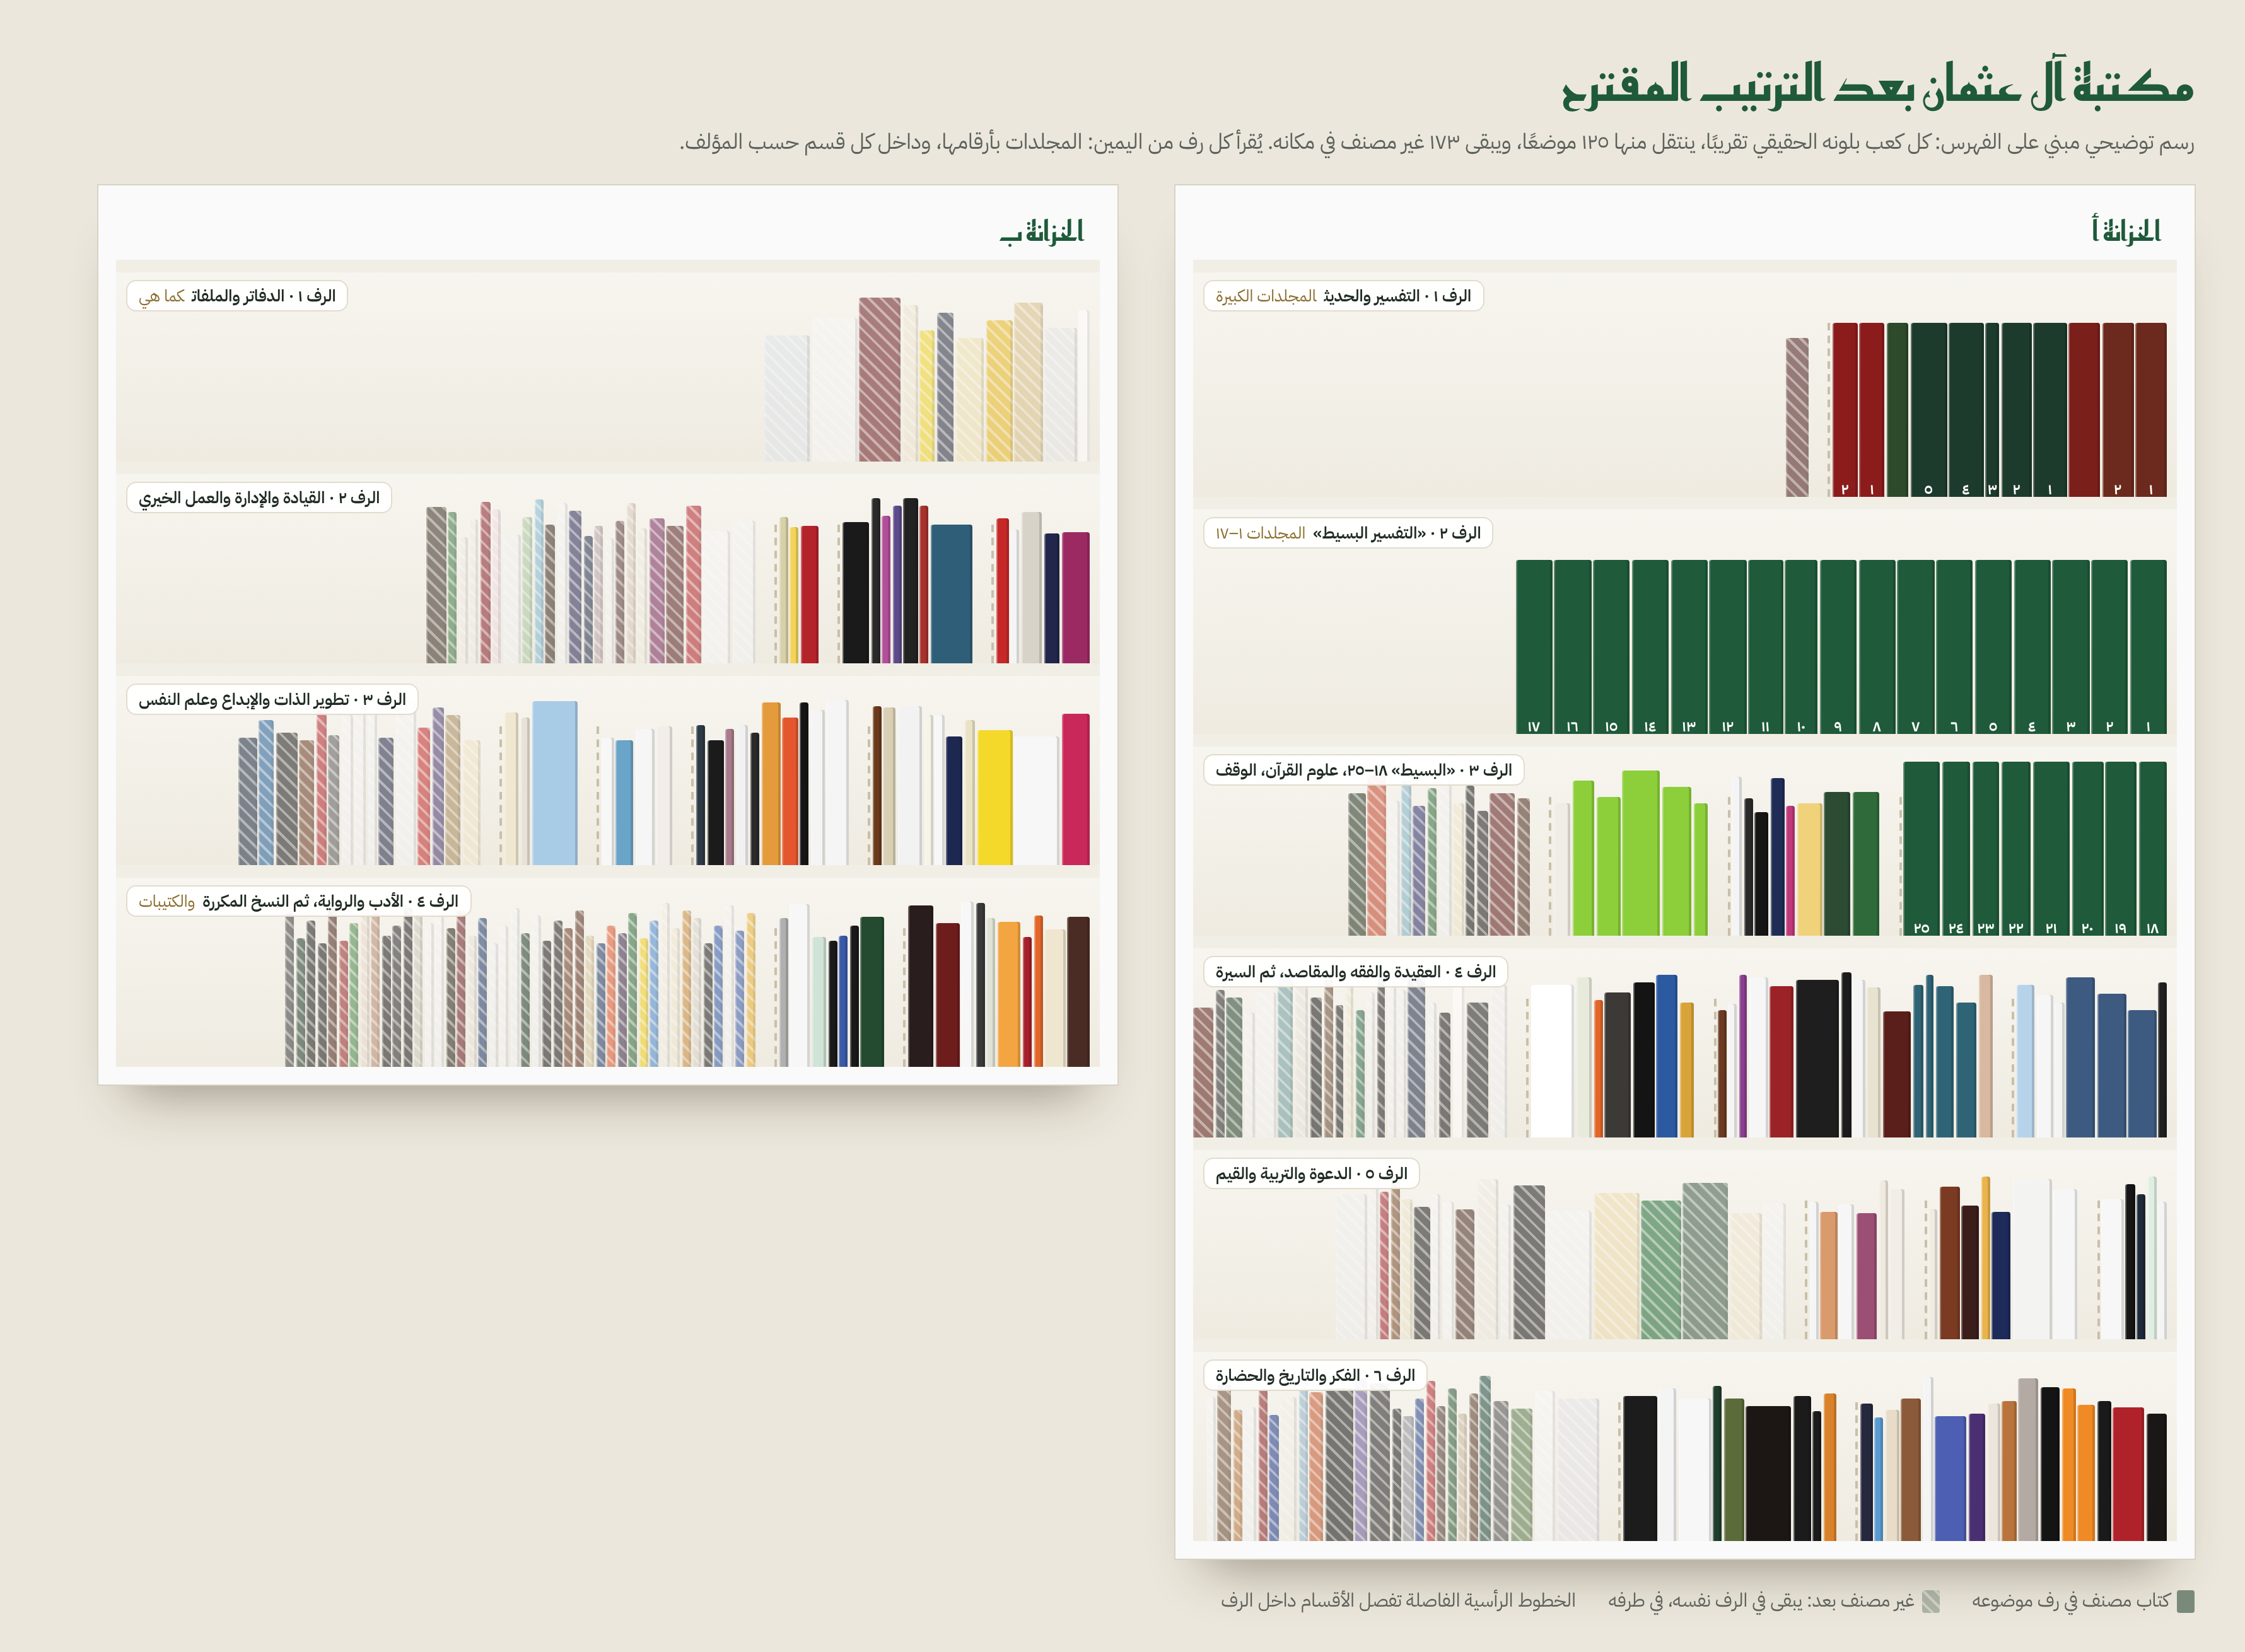 مكتبة آل عثمان بعد الترتيب المقترح
رسم توضيحي مبني على الفهرس: كل كعب بلونه الحقيقي تقريبًا، ينتقل منها ١٢٥ موضعًا، ويبقى ١٧٣ غير مصنف في مكانه. يُقرأ كل رف من اليمين: المجلدات بأرقامها، وداخل كل قسم حسب المؤلف.
الخزانة أ
الرف ١ · التفسير والحديث المجلدات الكبيرة
١ ٢ ١ ٢ ٣ ٤ ٥ ١ ٢
الرف ٢ · «التفسير البسيط» المجلدات ١–١٧
١ ٢ ٣ ٤ ٥ ٦ ٧ ٨ ٩ ١٠ ١١ ١٢ ١٣ ١٤ ١٥ ١٦ ١٧
الرف ٣ · «البسيط» ١٨–٢٥، علوم القرآن، الوقف
١٨ ١٩ ٢٠ ٢١ ٢٢ ٢٣ ٢٤ ٢٥
الرف ٤ · العقيدة والفقه والمقاصد، ثم السيرة
الرف ٥ · الدعوة والتربية والقيم
الرف ٦ · الفكر والتاريخ والحضارة
الخزانة ب
الرف ١ · الدفاتر والملفات كما هي
الرف ٢ · القيادة والإدارة والعمل الخيري
الرف ٣ · تطوير الذات والإبداع وعلم النفس
الرف ٤ · الأدب والرواية، ثم النسخ المكررة والكتيبات
كتاب مصنف في رف موضوعه
غير مصنف بعد: يبقى في الرف نفسه، في طرفه
الخطوط الرأسية الفاصلة تفصل الأقسام داخل الرف